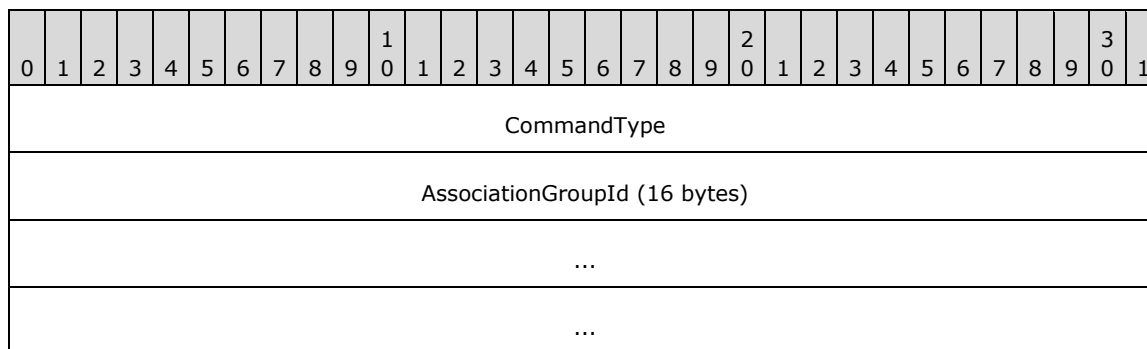 1 2 3
0 1 2 3 4 5 6 7 8 9 0 1 2 3 4 5 6 7 8 9 0 1 2 3 4 5 6 7 8 9 0 1
CommandType
AssociationGroupId (16 bytes)
...
...